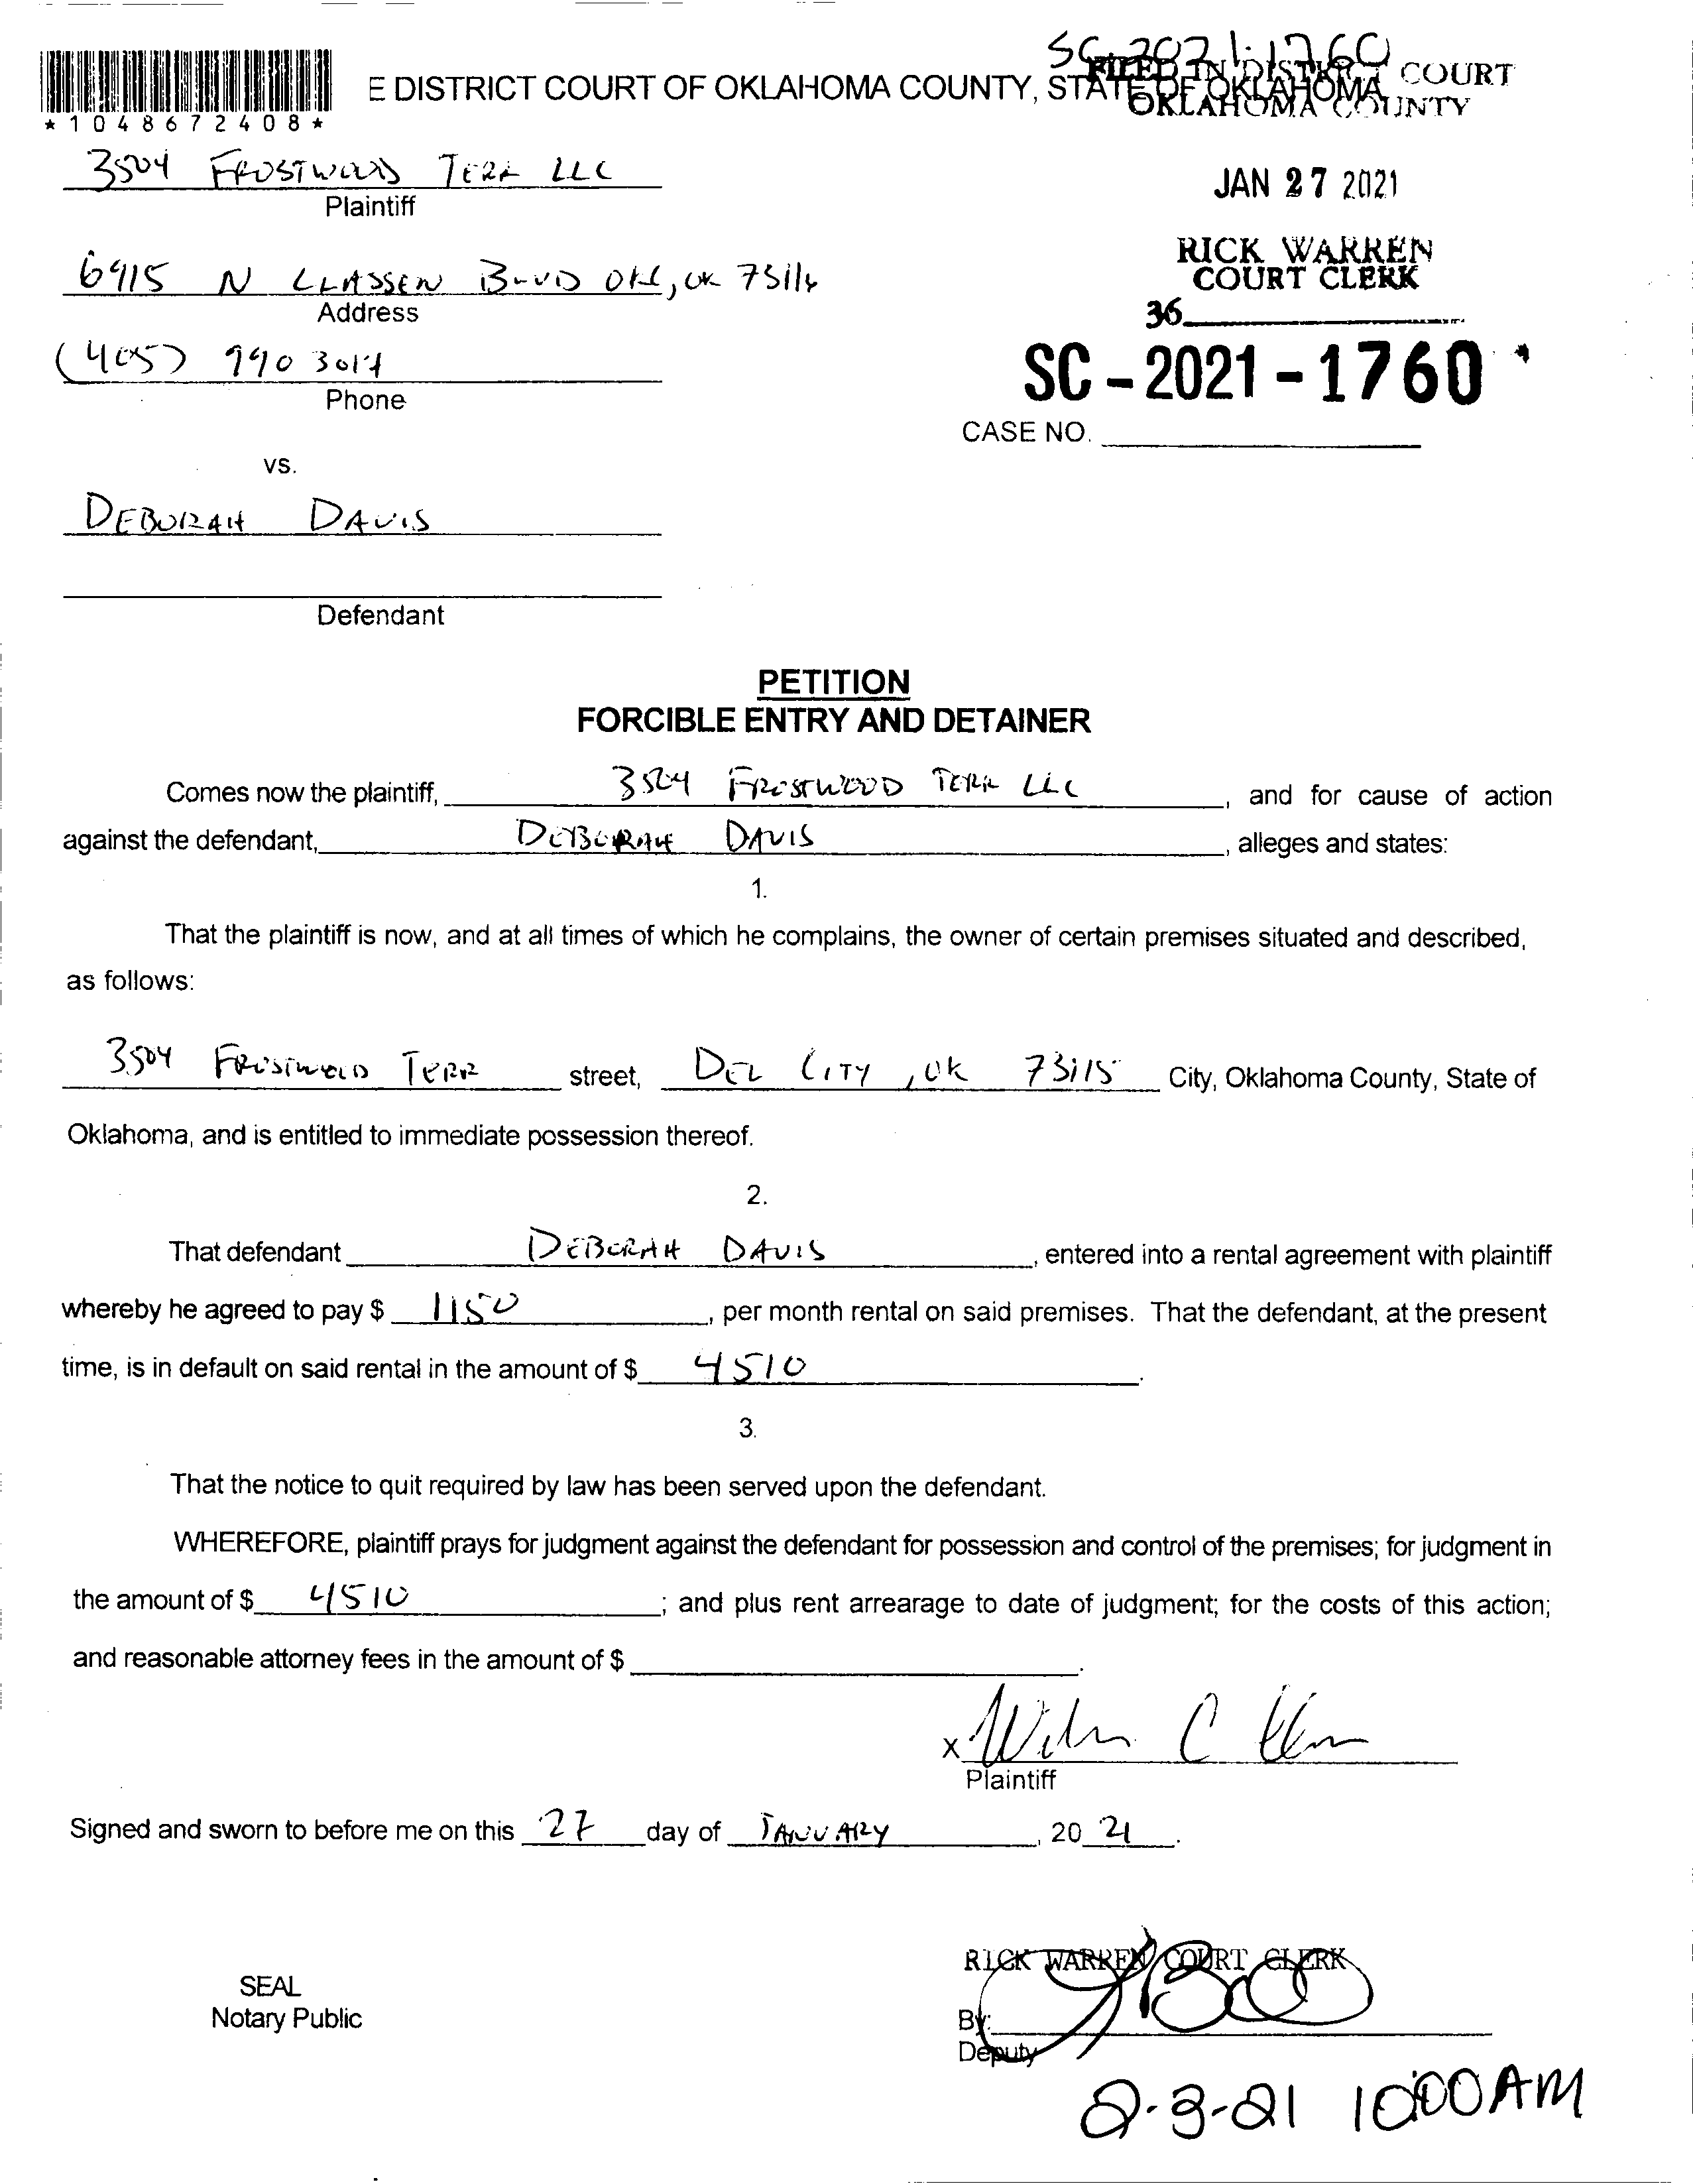 SC-2021-1760
E DISTRICT COURT OF OKLAHOMA COUNTY, STATE OF OKLAHOMA
FILED IN DISTRICT COURT
OKLAHOMA COUNTY
*1048672408*
JAN 27 2021
RICK WARREN
COURT CLERK
36
3504 FROSTWOOD TERR LLC
Plaintiff
N CLASSEN BLVD OKC, OK
Address
(405)
Phone
SC-2021-1760
CASE NO.
vs.
DEBORAH DAVIS
Defendant
PETITION
FORCIBLE ENTRY AND DETAINER
Comes now the plaintiff, 3504 FROSTWOOD TERR LLC, and for cause of action
against the defendant, DEBORAH DAVIS, alleges and states:
1.
That the plaintiff is now, and at all times of which he complains, the owner of certain premises situated and described,
as follows:
3504 FROSTWOOD TERR street, DEL CITY, OK 73115 City, Oklahoma County, State of
Oklahoma, and is entitled to immediate possession thereof.
2.
That defendant DEBORAH DAVIS, entered into a rental agreement with plaintiff
whereby he agreed to pay $ 1150, per month rental on said premises. That the defendant, at the present
time, is in default on said rental in the amount of $ 4510.
3.
That the notice to quit required by law has been served upon the defendant.
WHEREFORE, plaintiff prays for judgment against the defendant for possession and control of the premises; for judgment in
the amount of $ 4510; and plus rent arrearage to date of judgment; for the costs of this action;
and reasonable attorney fees in the amount of $ .
X
Plaintiff
Signed and sworn to before me on this 27 day of JANUARY, 20 21.
RICK WARREN COURT CLERK
SEAL
Notary Public
By:
Deputy
2-3-21 10:00AM